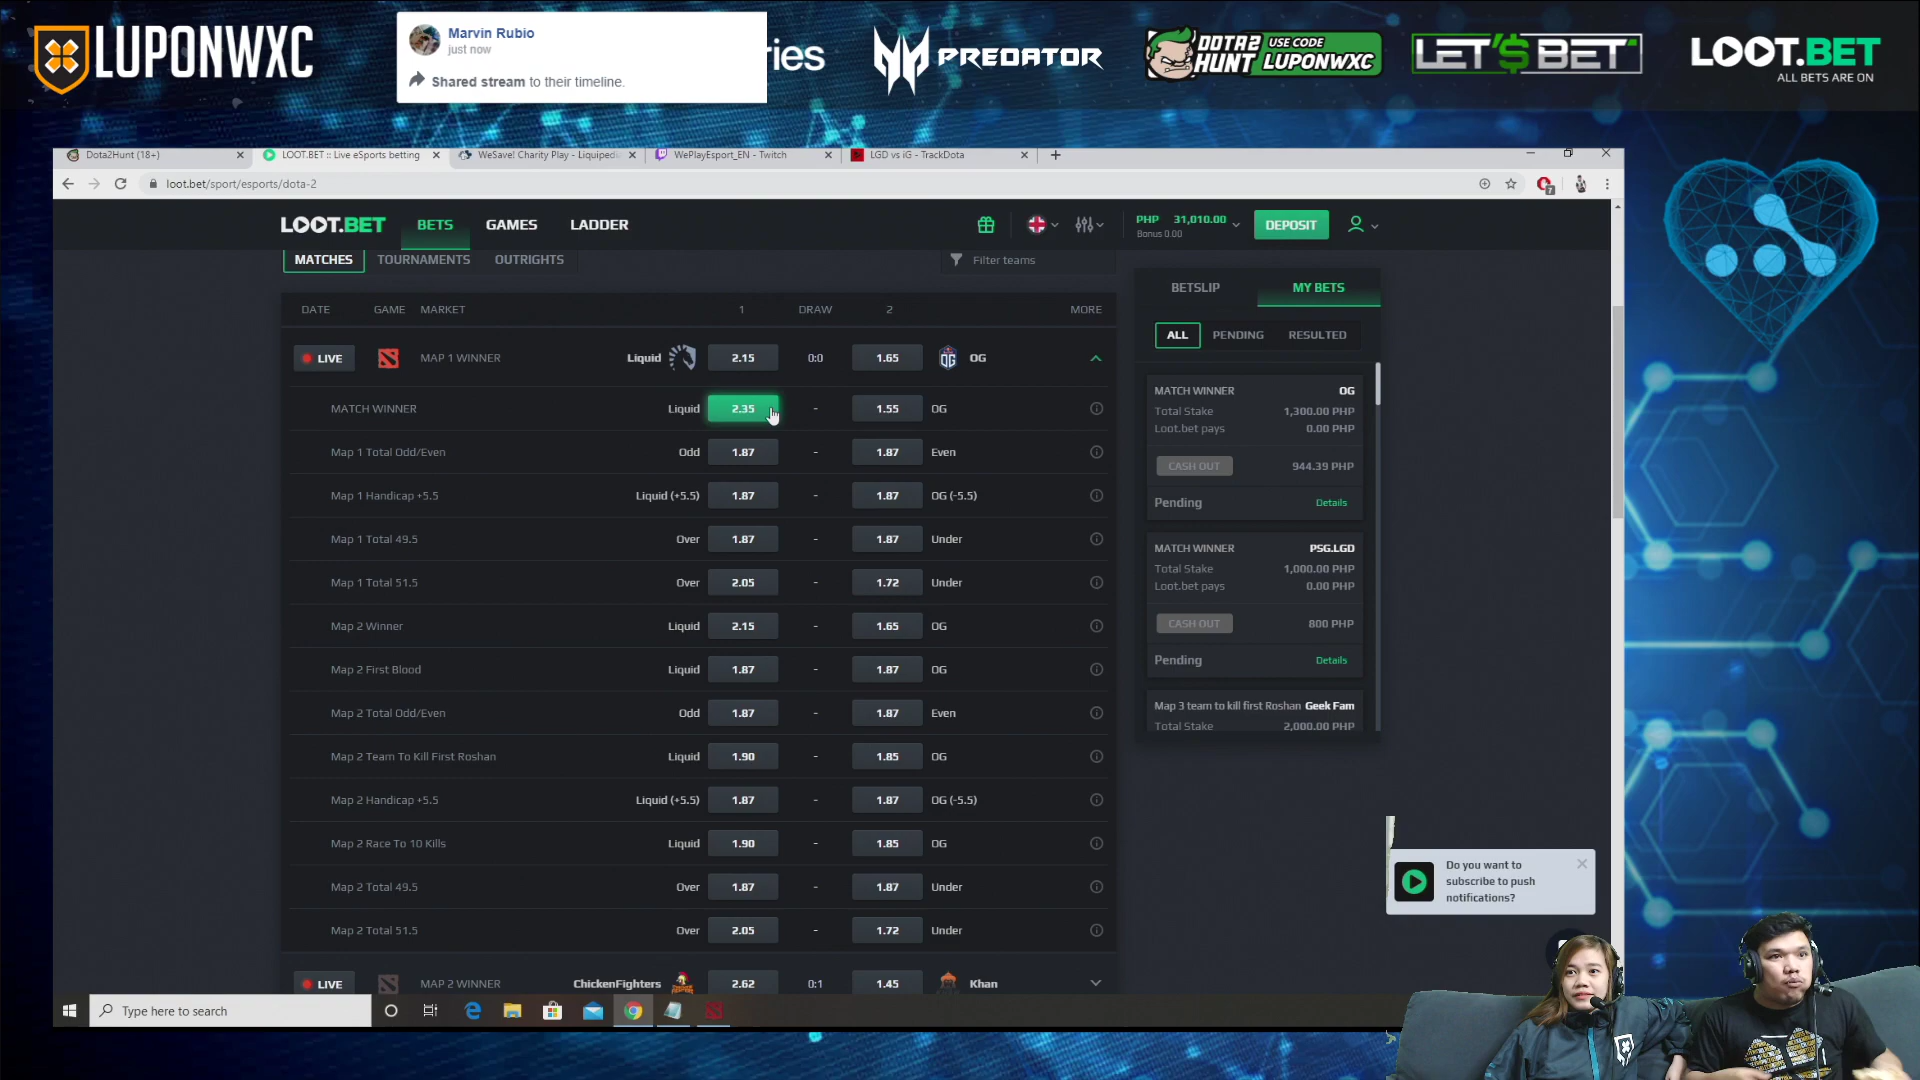 LUPONWXC
Marvin Rubio
just now
Shared stream to their timeline.
ries
PREDATOR
DOTA2 HUNT USE CODE LUPONWXC
LET'$ BET
LOOT.BET
ALL BETS ARE ON
Dota2Hunt (18+)
LOOT.BET :: Live eSports betting
WeSave! Charity Play - Liquipedi
WePlayEsport_EN - Twitch
LGD vs iG - TrackDota
loot.bet/sport/esports/dota-2
7
LOOT.BET BETS GAMES LADDER
PHP 31,010.00
Bonus 0.00
DEPOSIT
MATCHES TOURNAMENTS OUTRIGHTS Filter teams
DATE GAME MARKET 1 DRAW 2 MORE
LIVE MAP 1 WINNER Liquid 2.15 0:0 1.65 OG OG
MATCH WINNER Liquid 2.35 - 1.55 OG
Map 1 Total Odd/Even Odd 1.87 - 1.87 Even
Map 1 Handicap +5.5 Liquid (+5.5) 1.87 - 1.87 OG (-5.5)
Map 1 Total 49.5 Over 1.87 - 1.87 Under
Map 1 Total 51.5 Over 2.05 - 1.72 Under
Map 2 Winner Liquid 2.15 - 1.65 OG
Map 2 First Blood Liquid 1.87 - 1.87 OG
Map 2 Total Odd/Even Odd 1.87 - 1.87 Even
Map 2 Team To Kill First Roshan Liquid 1.90 - 1.85 OG
Map 2 Handicap +5.5 Liquid (+5.5) 1.87 - 1.87 OG (-5.5)
Map 2 Race To 10 Kills Liquid 1.90 - 1.85 OG
Map 2 Total 49.5 Over 1.87 - 1.87 Under
Map 2 Total 51.5 Over 2.05 - 1.72 Under
LIVE MAP 2 WINNER ChickenFighters 2.62 0:1 1.45 Khan
BETSLIP MY BETS
ALL PENDING RESULTED
MATCH WINNER OG
Total Stake 1,300.00 PHP
Loot.bet pays 0.00 PHP
CASH OUT 944.39 PHP
Pending Details
MATCH WINNER PSG.LGD
Total Stake 1,000.00 PHP
Loot.bet pays 0.00 PHP
CASH OUT 800 PHP
Pending Details
Map 3 team to kill first Roshan Geek Fam
Total Stake 2,000.00 PHP
Do you want to
subscribe to push
notifications?
Type here to search